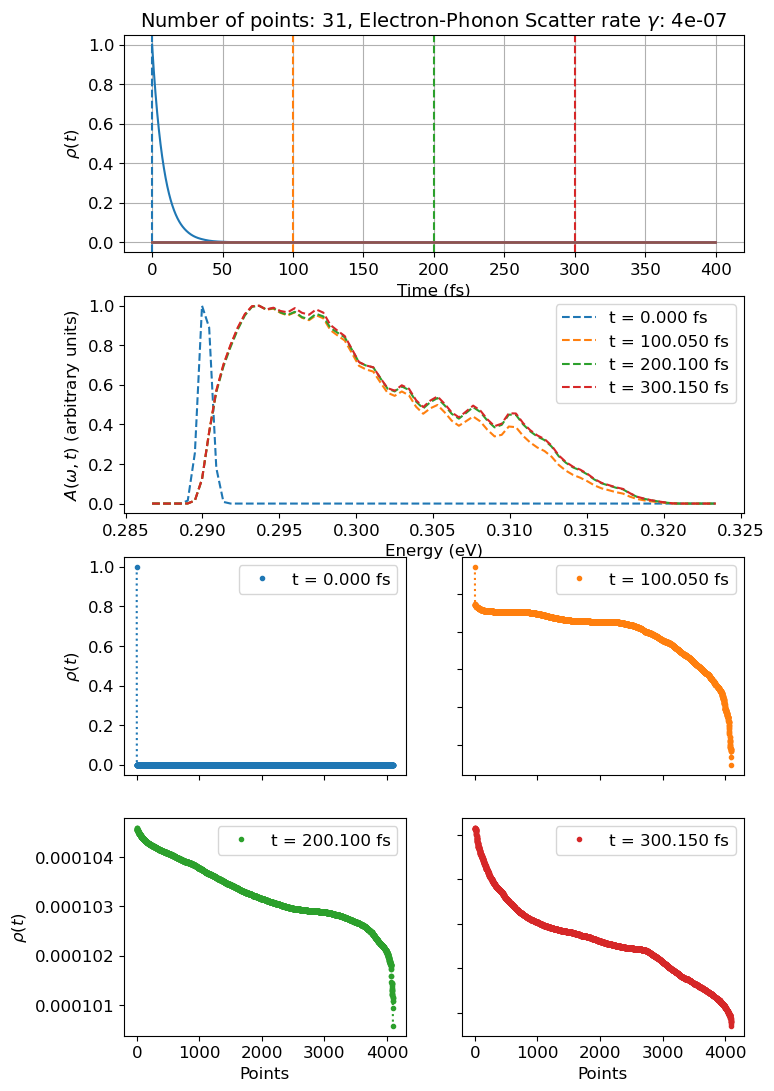 Number of points: 31, Electron-Phonon Scatter rate γ: 4e-07
1.0
0.8
0.6
0.4
0.2
0.0
ρ(t)
0 50 100 150 200 250 300 350 400
Time (fs)
1.0
0.8
0.6
0.4
0.2
0.0
A(ω, t) (arbitrary units)
t = 0.000 fs
t = 100.050 fs
t = 200.100 fs
t = 300.150 fs
0.285 0.290 0.295 0.300 0.305 0.310 0.315 0.320 0.325
Energy (eV)
1.0
0.8
0.6
0.4
0.2
0.0
ρ(t)
t = 0.000 fs
t = 100.050 fs
0.000104
0.000103
0.000102
0.000101
ρ(t)
t = 200.100 fs
0 1000 2000 3000 4000
Points
t = 300.150 fs
0 1000 2000 3000 4000
Points